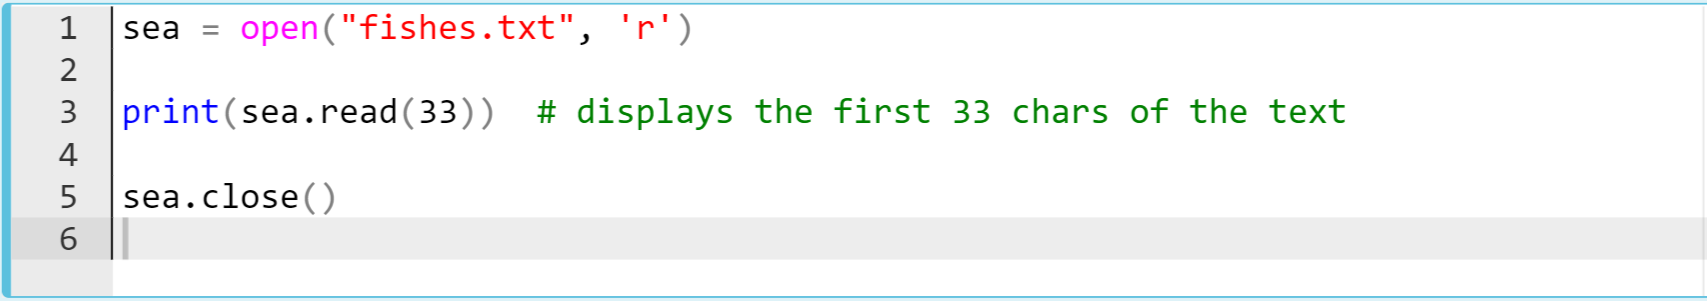 1 sea = open("fishes.txt", 'r')
2
3 print(sea.read(33))  # displays the first 33 chars of the text
4
5 sea.close()
6